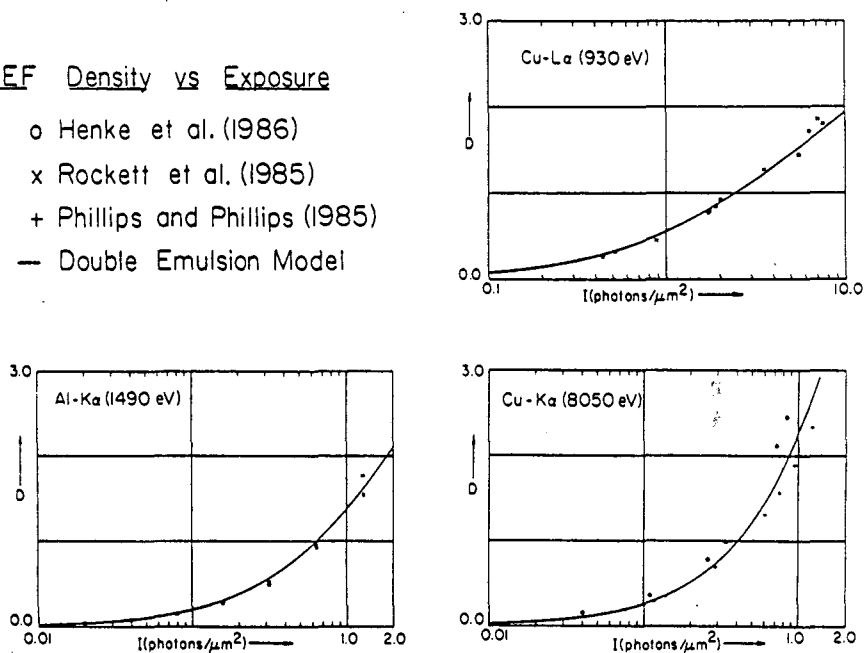 EF Density vs Exposure
o Henke et al. (1986)
x Rockett et al. (1985)
+ Phillips and Phillips (1985)
— Double Emulsion Model
3.0
Cu-Lα (930 eV)
D
0.0
0.1
I(photons/μm²)
10.0
3.0
Al-Kα (1490 eV)
D
0.0
0.01
I(photons/μm²)
1.0
2.0
3.0
Cu-Kα (8050 eV)
D
0.0
0.01
I(photons/μm²)
1.0
2.0